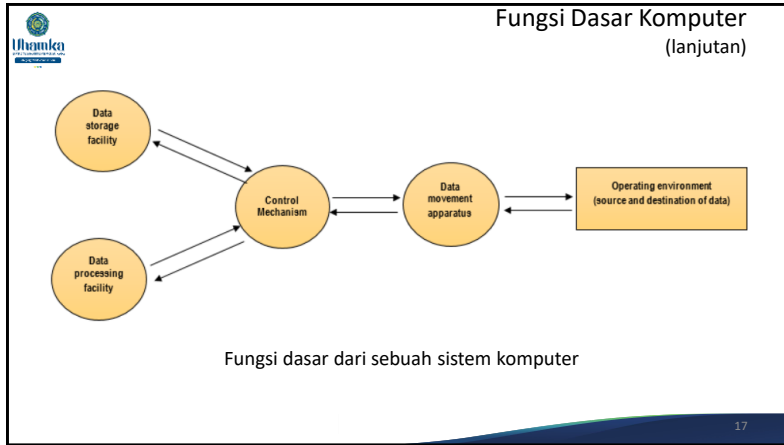 Fungsi Dasar Komputer
(lanjutan)
Uhamka
Data
storage
facility
Control
Mechanism
Data
movement
apparatus
Operating environment
(source and destination of data)
Data
processing
facility
Fungsi dasar dari sebuah sistem komputer
17